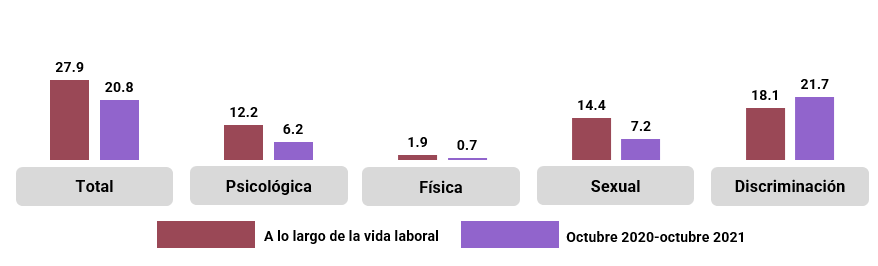 27.9
20.8
12.2
6.2
1.9
0.7
14.4
7.2
18.1
21.7
Total
Psicológica
Física
Sexual
Discriminación
A lo largo de la vida laboral
Octubre 2020-octubre 2021